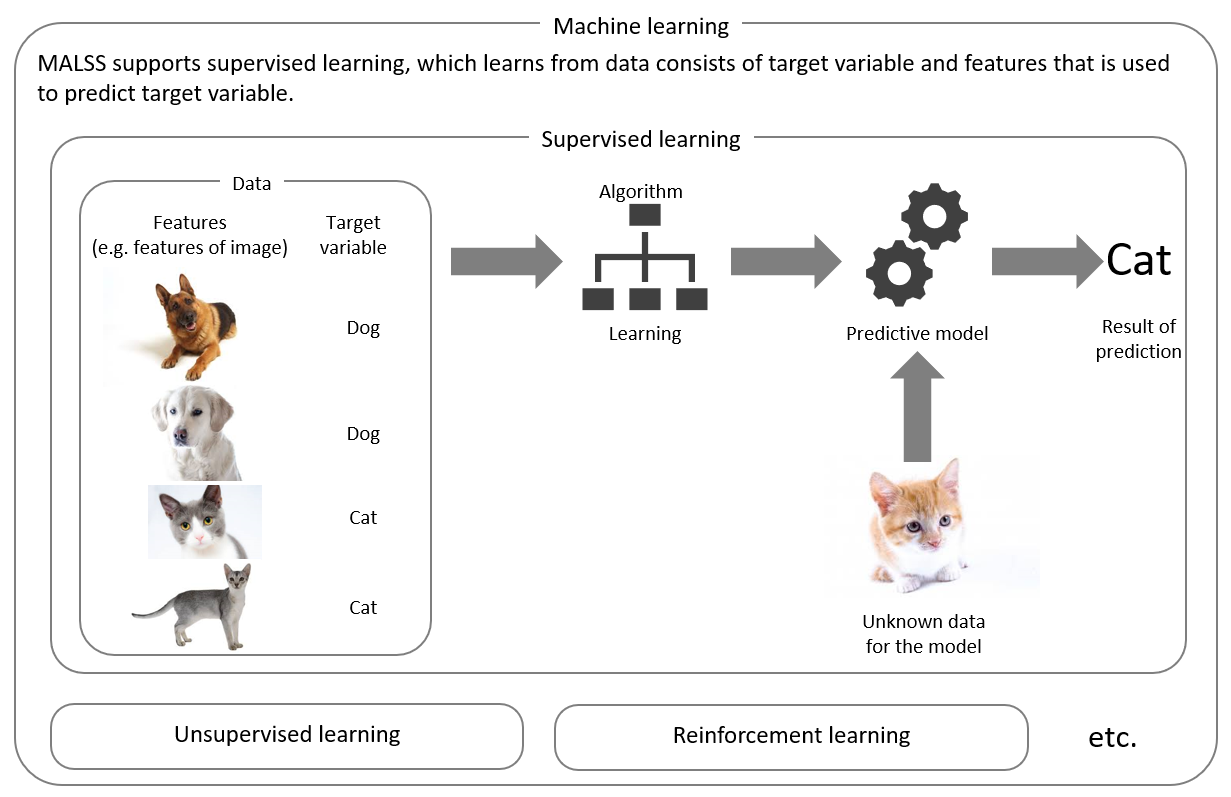 Machine learning
MALSS supports supervised learning, which learns from data consists of target variable and features that is used
to predict target variable.
Supervised learning
Data
Features
(e.g. features of image)
Target
variable
Dog
Dog
Cat
Cat
Algorithm
Learning
Predictive model
Cat
Result of
prediction
Unknown data
for the model
Unsupervised learning
Reinforcement learning
etc.